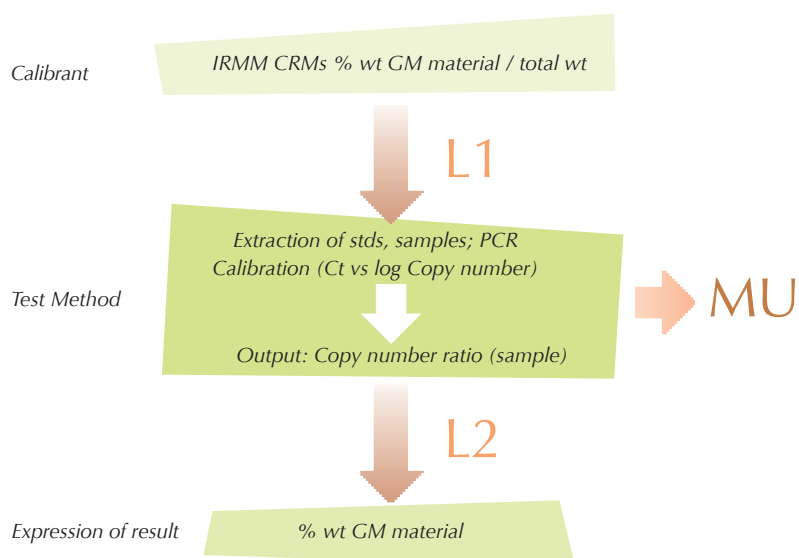 Calibrant
IRMM CRMs % wt GM material / total wt
L1
Test Method
Extraction of stds, samples; PCR
Calibration (Ct vs log Copy number)
Output: Copy number ratio (sample)
MU
L2
Expression of result
% wt GM material